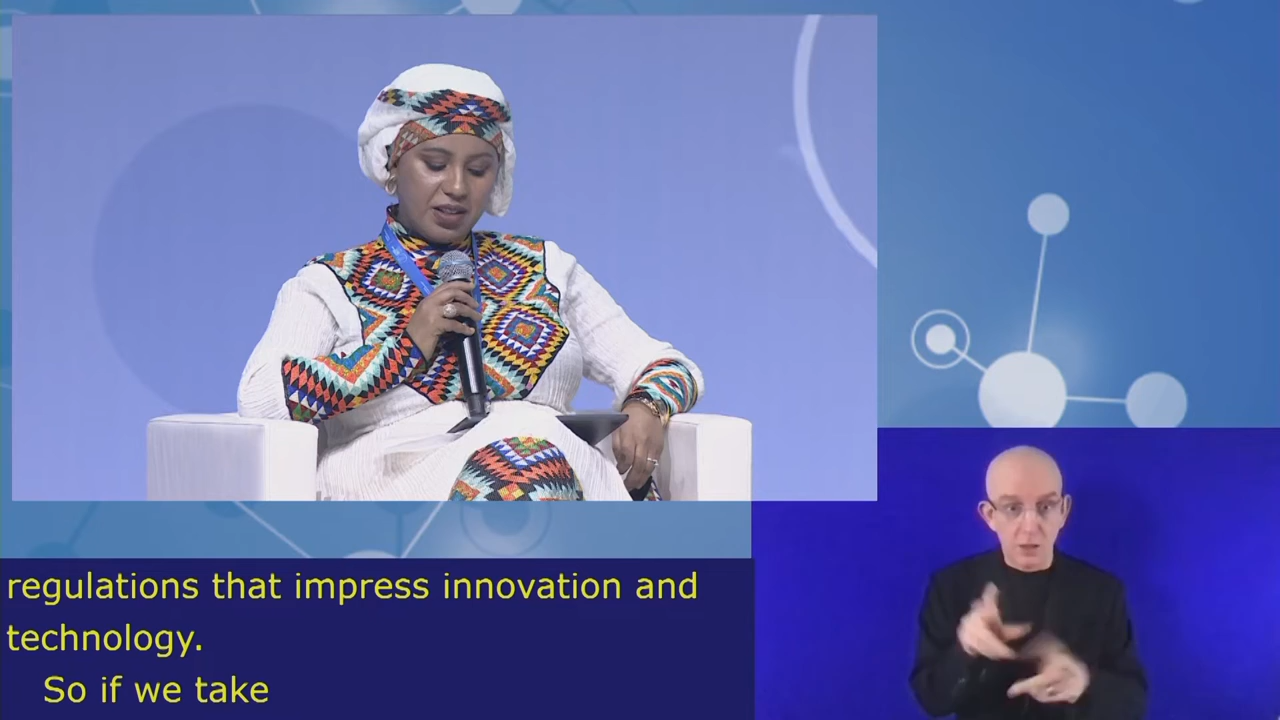 regulations that impress innovation and
technology.
So if we take